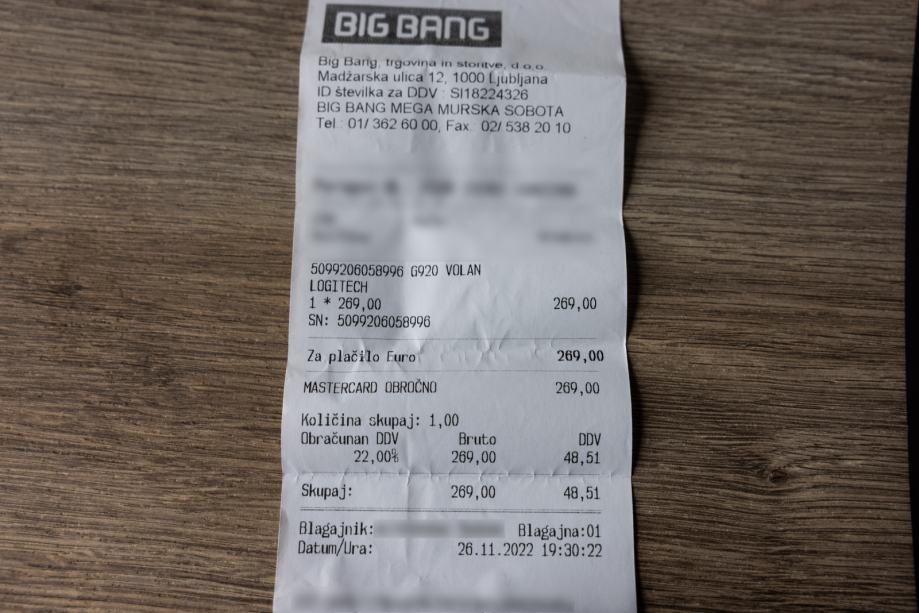 BIG BANG
Big Bang, trgovina in storitve, d.o.o.
Madžarska ulica 12, 1000 Ljubljana
ID številka za DDV : SI18224326
BIG BANG MEGA MURSKA SOBOTA
Tel.: 01/ 362 60 00, Fax. 02/ 538 20 10
5099206058996 G920 VOLAN
LOGITECH
1 * 269,00 269,00
SN: 5099206058996
Za plačilo Euro 269,00
MASTERCARD OBROČNO 269,00
Količina skupaj: 1,00
Obračunan DDV Bruto DDV
22,00% 269,00 48,51
Skupaj: 269,00 48,51
Blagajnik: Blagajna:01
Datum/Ura: 26.11.2022 19:30:22